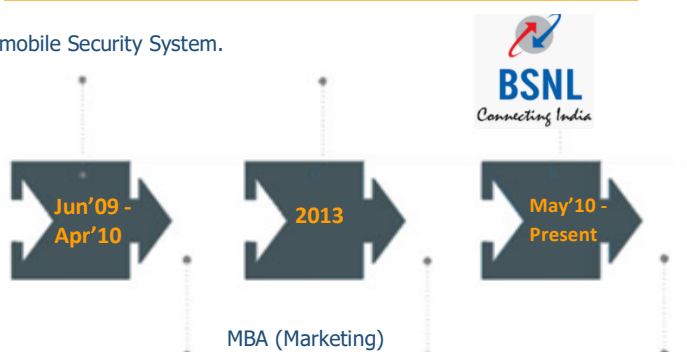 mobile Security System.
BSNL
Connecting India
Jun’09 -
Apr’10
2013
May’10 -
Present
MBA (Marketing)